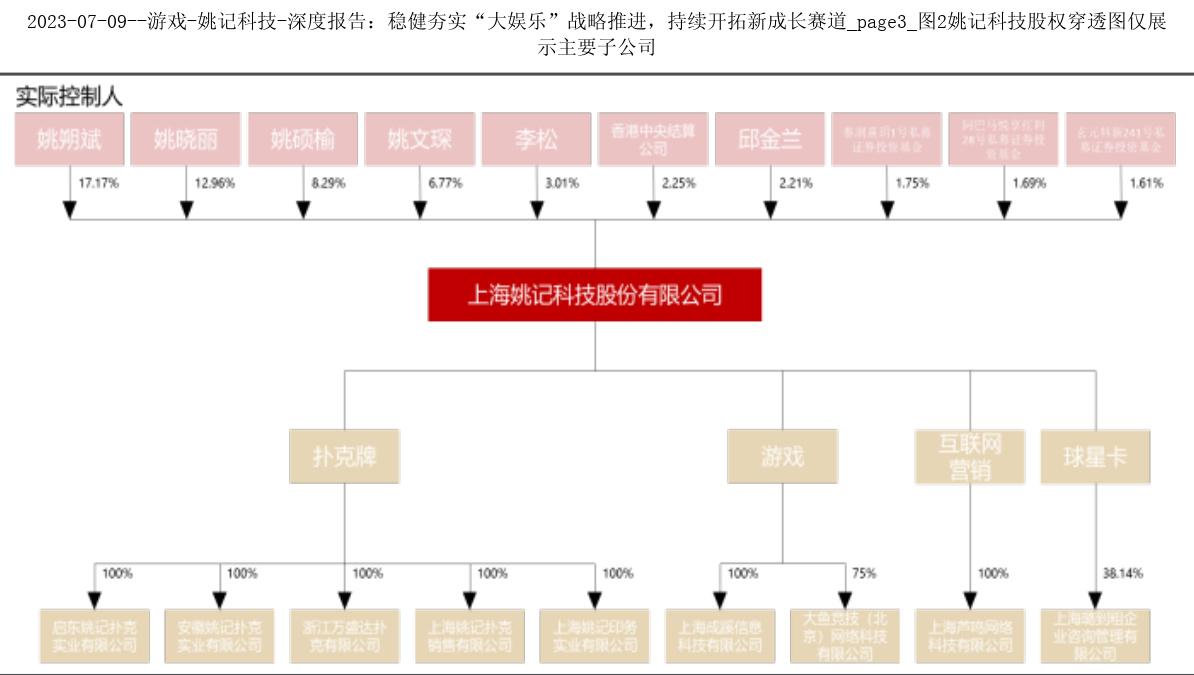 2023-07-09--游戏-姚记科技-深度报告：稳健夯实“大娱乐”战略推进，持续开拓新成长赛道_page3_图2姚记科技股权穿透图仅展
示主要子公司
实际控制人
姚朔斌
姚晓丽
姚硕榆
姚文琛
李松
香港中央结算
公司
邱金兰
1号私募
证券投资基金
阿巴马悦享红利
28号私募证券投
资基金
玄元科新241号私
募证券投资基金
17.17%
12.96%
8.29%
6.77%
3.01%
2.25%
2.21%
1.75%
1.69%
1.61%
上海姚记科技股份有限公司
扑克牌
游戏
互联网
营销
球星卡
100%
100%
100%
100%
100%
100%
75%
100%
38.14%
启东姚记扑克
实业有限公司
安徽姚记扑克
实业有限公司
浙江万盛达扑
克有限公司
上海姚记扑克
销售有限公司
上海姚记印务
实业有限公司
上海成蹊信息
科技有限公司
大鱼竞技（北
京）网络科技
有限公司
上海芦鸣网络
科技有限公司
上海璐到粗企
业咨询管理有
限公司